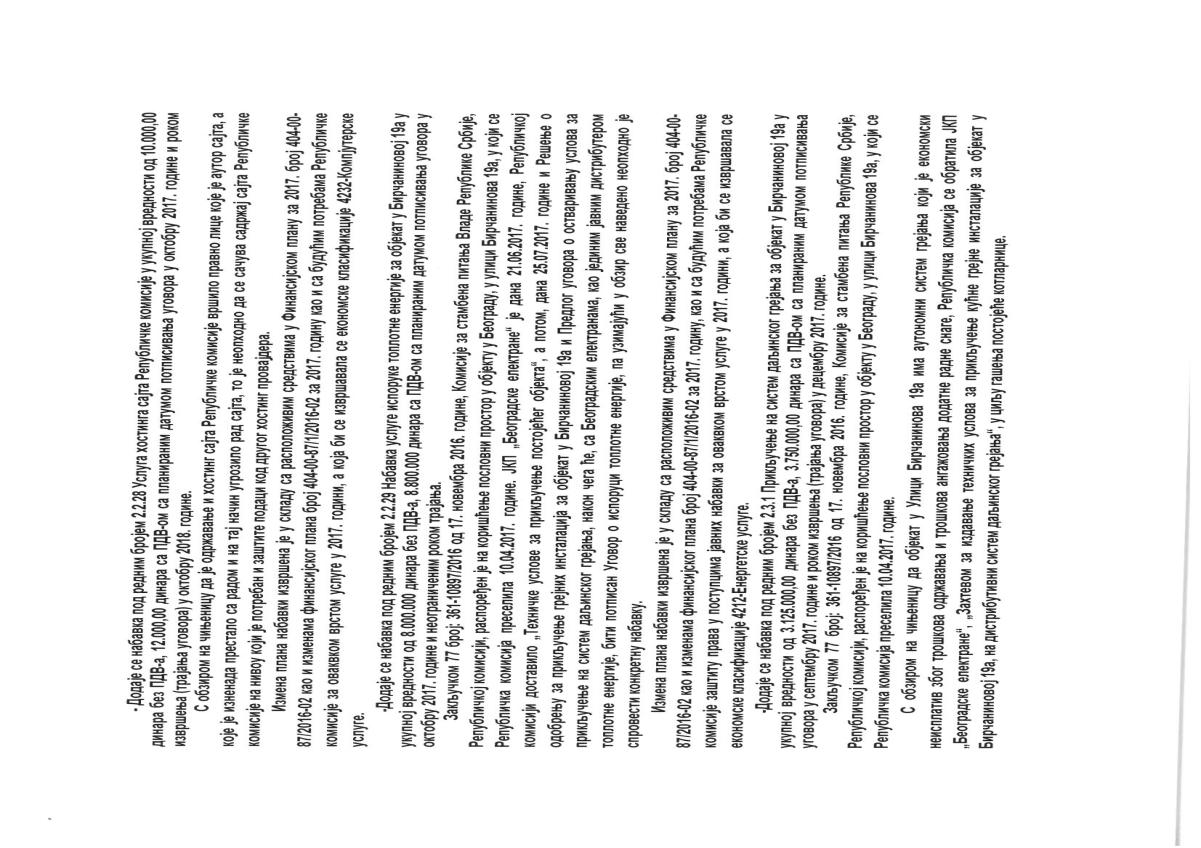 -Додаје се набавка под редним бројем 2.2.28 Услуга хостинга сајта Републичке комисије у укупној вредности од 10.000,00
динара без ПДВ-а, 12.000,00 динара са ПДВ-ом са планираним датумом потписивања уговора у октобру 2017. године и роком
извршења (трајања уговора) у октобру 2018. године.
С обзиром на чињеницу да је одржавање и хостинг сајта Републичке комисије вршило правно лице које је аутор сајта, а
које је изненада престало са радом и на тај начин угрозило рад сајта, то је неопходно да се сачува садржај сајта Републичке
комисије на нивоу који је потребан и заштите подаци код другог хостинг провајдера.
Измена плана набавки извршена је у складу са расположивим средствима у Финансијском плану за 2017. број 404-00-
87/2016-02 као и изменама финансијског плана број 404-00-87/1/2016-02 за 2017. годину као и са будућим потребама Републичке
комисије за оваквом врстом услуге у 2017. години, а која би се извршавала се економске класификације 4232-Компјутерске
услуге.
-Додаје се набавка под редним бројем 2.2.29 Набавка услуге испоруке топлотне енергије за објекат у Бирчаниновој 19а у
укупној вредности од 8.000.000 динара без ПДВ-а, 8.800.000 динара са ПДВ-ом са планираним датумом потписивања уговора у
октобру 2017. године и неограниченим роком трајања.
Закључком 77 број; 361-10897/2016 од 17. новембра 2016. године, Комисије за стамбена питања Владе Републике Србије,
Републичкој комисији, распоређен је на коришћење пословни простор у објекту у Београду, у улици Бирчанинова 19а, у који се
Републичка комисија преселила 10.04.2017. године. ЈКП „Београдске електране“ је дана 21.06.2017. године, Републичкој
комисији доставило „Техничке услове за прикључење постојећег објекта“, а потом, дана 25.07.2017. године и Решење о
одобрењу за прикључење грејних инсталација за објекат у Бирчаниновој 19а и Предлог уговора о остваривању услова за
прикључење на систем даљинског грејања, након чега ће, са Београдским електранама, као јединим јавним дистрибутером
топлотне енергије, бити потписан Уговор о испоруци топлотне енергије, па узимајући у обзир све наведено неопходно је
спровести конкретну набавку.
Измена плана набавки извршена је у складу са расположивим средствима у Финансијском плану за 2017. број 404-00-
87/2016-02 као и изменама финансијског плана број 404-00-87/1/2016-02 за 2017. годину, као и са будућим потребама Републичке
комисије заштиту права у поступцима јавних набавки за оваквом врстом услуге у 2017. години, а која би се извршавала се
економске класификације 4212-Енергетске услуге.
-Додаје се набавка под редним бројем 2.3.1 Прикључење на систем даљинског грејања за објекат у Бирчаниновој 19а у
укупној вредности од 3.125.000,00 динара без ПДВ-а, 3.750.000,00 динара са ПДВ-ом са планираним датумом потписивања
уговора у септембру 2017. године и роком извршења (трајања уговора) у децембру 2017. године.
Закључком 77 број; 361-10897/2016 од 17. новембра 2016. године, Комисије за стамбена питања Републике Србије,
Републичкој комисији, распоређен је на коришћење пословни простор у објекту у Београду, у улици Бирчанинова 19а, у који се
Републичка комисија преселила 10.04.2017. године.
С обзиром на чињеницу да објекат у Улици Бирчанинова 19а има аутономни систем грејања који је економски
неисплатив због трошкова одржавања и трошкова ангажовања додатне радне снаге, Републичка комисија се обратила ЈКП
„Београдске електране“, „Захтевом за издавање техничких услова за прикључење кућне грејне инсталације за објекат у
Бирчаниновој 19а, на дистрибутивни систем даљинског грејања“, у циљу гашења постојеће котларнице.